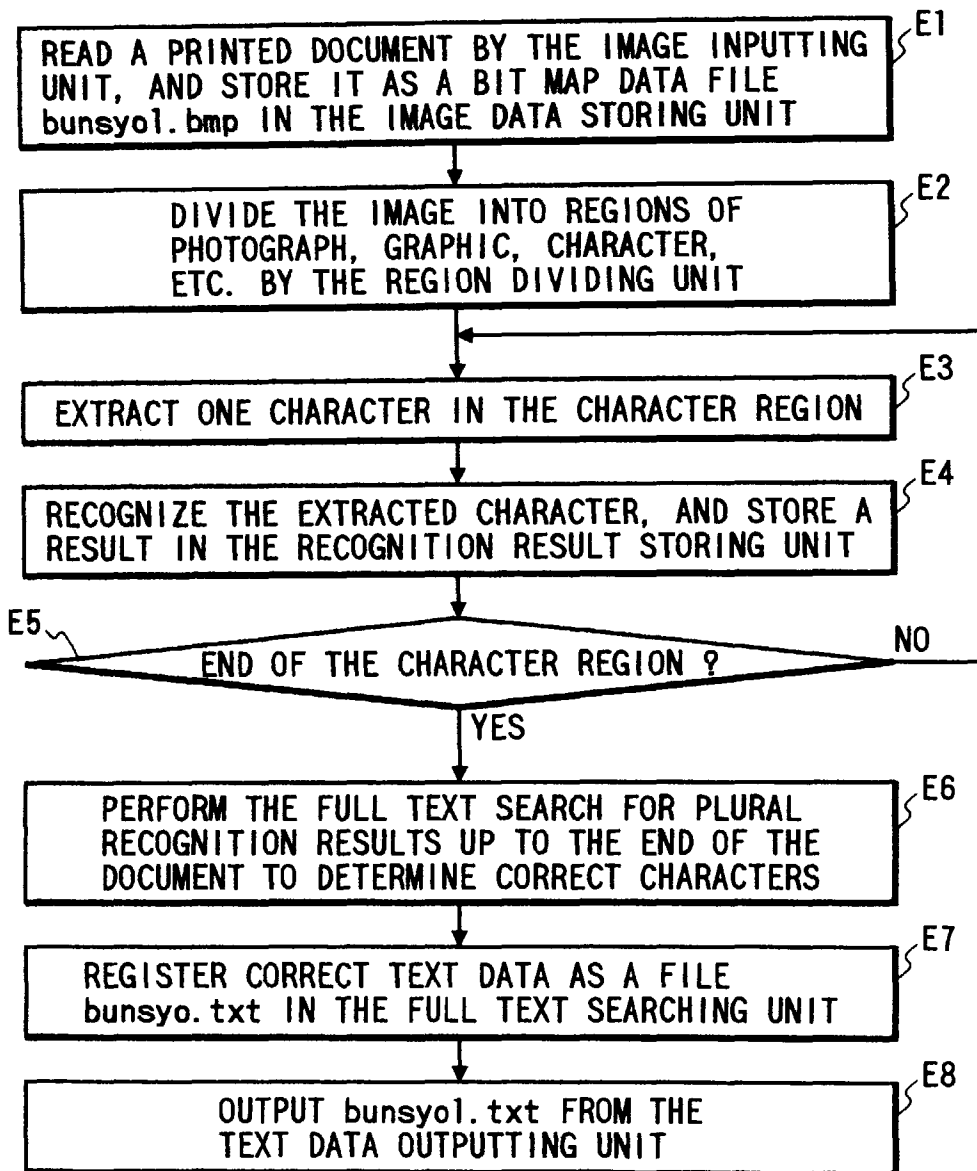 E1
READ A PRINTED DOCUMENT BY THE IMAGE INPUTTING
UNIT, AND STORE IT AS A BIT MAP DATA FILE
bunsyo1.bmp IN THE IMAGE DATA STORING UNIT
E2
DIVIDE THE IMAGE INTO REGIONS OF
PHOTOGRAPH, GRAPHIC, CHARACTER,
ETC. BY THE REGION DIVIDING UNIT
E3
EXTRACT ONE CHARACTER IN THE CHARACTER REGION
E4
RECOGNIZE THE EXTRACTED CHARACTER, AND STORE A
RESULT IN THE RECOGNITION RESULT STORING UNIT
E5
END OF THE CHARACTER REGION ?
NO
YES
E6
PERFORM THE FULL TEXT SEARCH FOR PLURAL
RECOGNITION RESULTS UP TO THE END OF THE
DOCUMENT TO DETERMINE CORRECT CHARACTERS
E7
REGISTER CORRECT TEXT DATA AS A FILE
bunsyo.txt IN THE FULL TEXT SEARCHING UNIT
E8
OUTPUT bunsyo1.txt FROM THE
TEXT DATA OUTPUTTING UNIT